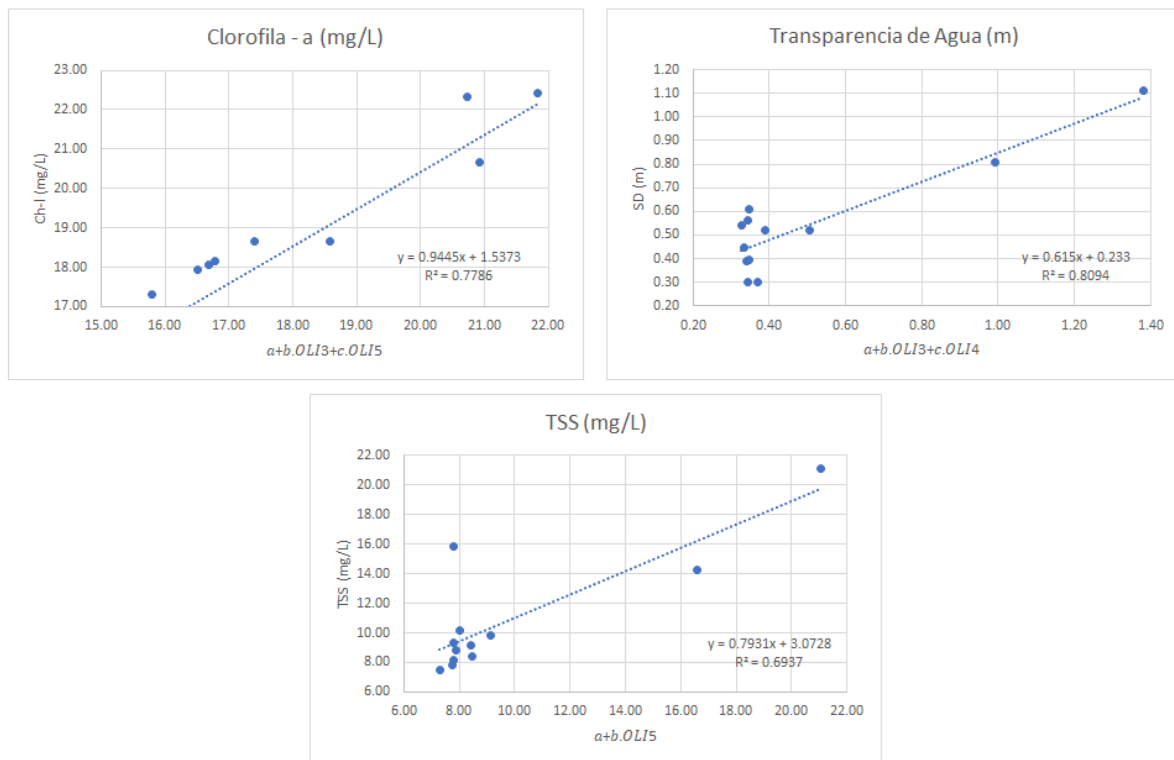 Clorofila - a (mg/L)
23.00
22.00
21.00
20.00
19.00
18.00
17.00
Ch-l (mg/L)
y = 0.9445x + 1.5373
R² = 0.7786
15.00 16.00 17.00 18.00 19.00 20.00 21.00 22.00
a+b.OLI3+c.OLI5
Transparencia de Agua (m)
1.20
1.10
1.00
0.90
0.80
0.70
0.60
0.50
0.40
0.30
0.20
SD (m)
y = 0.615x + 0.233
R² = 0.8094
0.20 0.40 0.60 0.80 1.00 1.20 1.40
a+b.OLI3+c.OLI4
TSS (mg/L)
22.00
20.00
18.00
16.00
14.00
12.00
10.00
8.00
6.00
TSS (mg/L)
y = 0.7931x + 3.0728
R² = 0.6937
6.00 8.00 10.00 12.00 14.00 16.00 18.00 20.00 22.00
a+b.OLI5